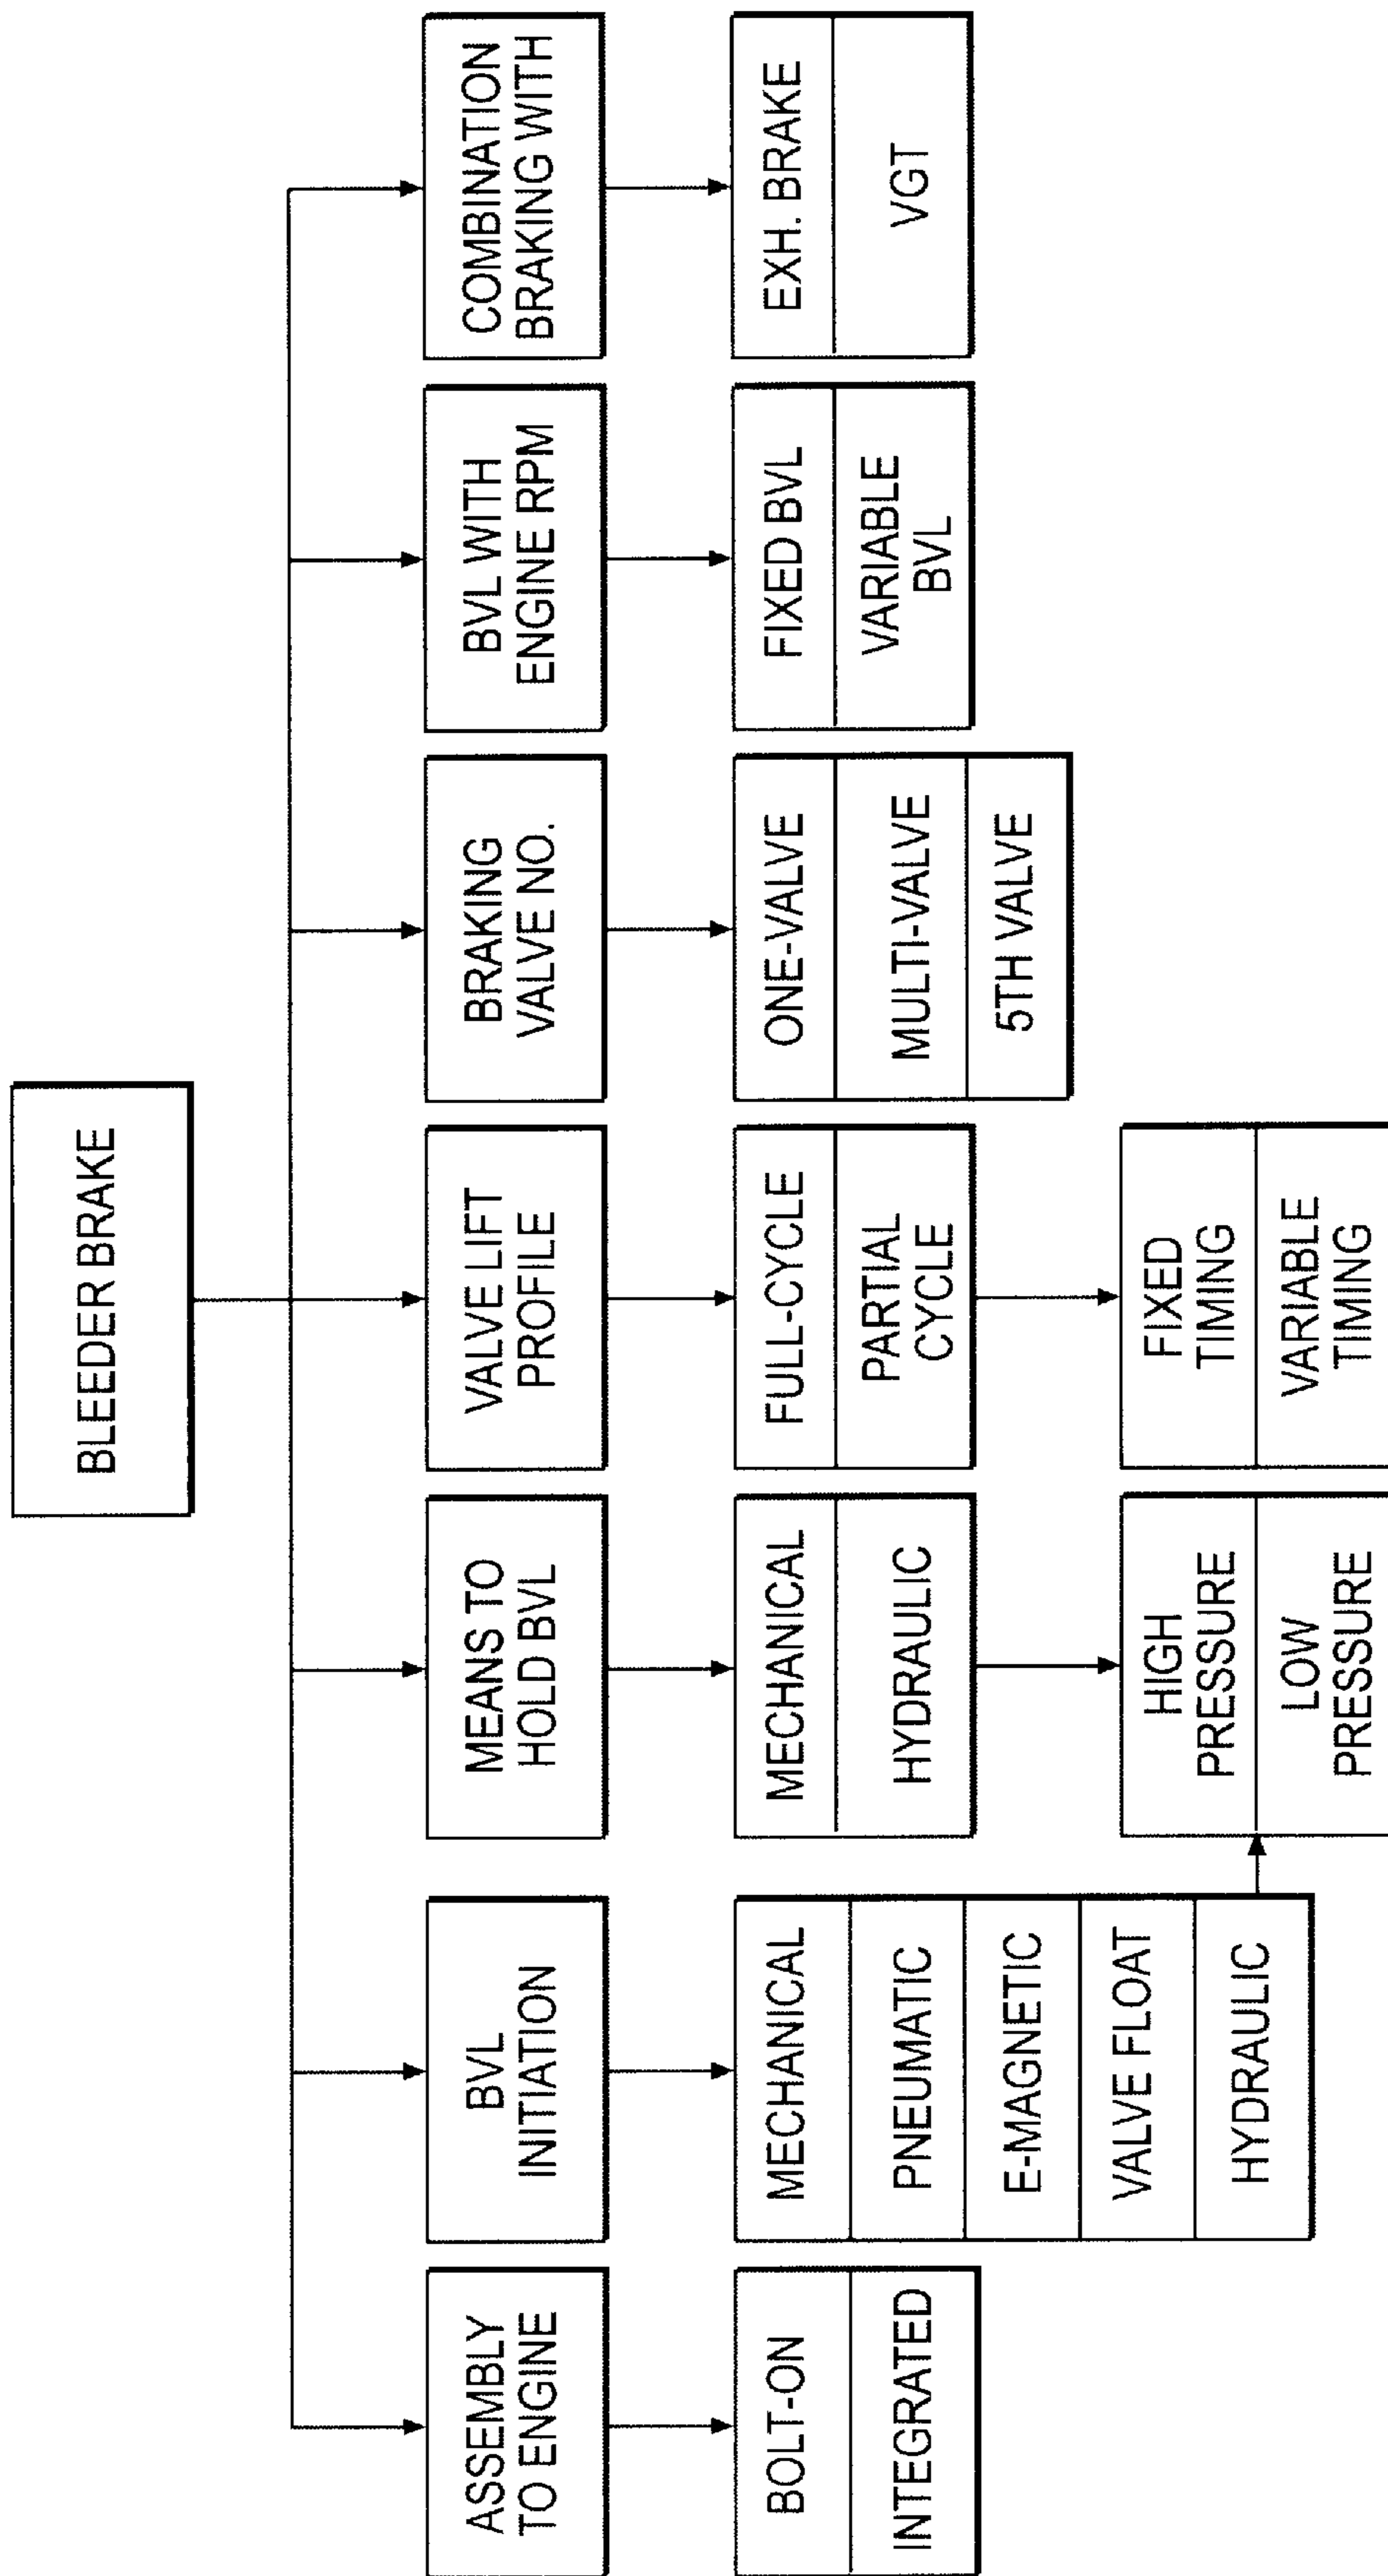 BLEEDER BRAKE
ASSEMBLY
TO ENGINE
BVL
INITIATION
MEANS TO
HOLD BVL
VALVE LIFT
PROFILE
BRAKING
VALVE NO.
BVL WITH
ENGINE RPM
COMBINATION
BRAKING WITH
BOLT-ON
INTEGRATED
MECHANICAL
PNEUMATIC
E-MAGNETIC
VALVE FLOAT
HYDRAULIC
MECHANICAL
HYDRAULIC
FULL-CYCLE
PARTIAL
CYCLE
ONE-VALVE
MULTI-VALVE
5TH VALVE
FIXED BVL
VARIABLE
BVL
EXH. BRAKE
VGT
HIGH
PRESSURE
LOW
PRESSURE
FIXED
TIMING
VARIABLE
TIMING